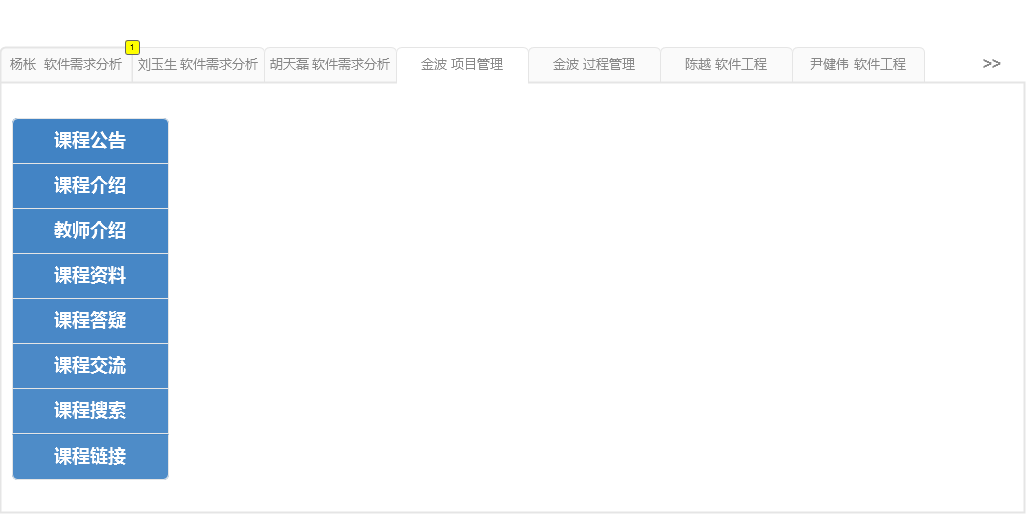 1
杨枨 软件需求分析 刘玉生 软件需求分析 胡天磊 软件需求分析 金波 项目管理 金波 过程管理 陈越 软件工程 尹健伟 软件工程 >>
课程公告
课程介绍
教师介绍
课程资料
课程答疑
课程交流
课程搜索
课程链接